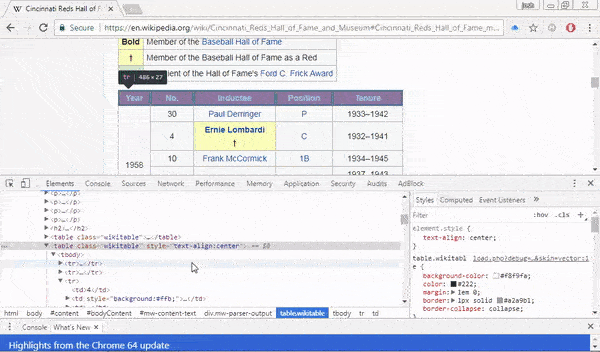 Cincinnati Reds Hall of F
Josh
Secure https://en.wikipedia.org/wiki/Cincinnati_Reds_Hall_of_Fame_and_Museum#Cincinnati_Reds_Hall_of_Fame_m...
Bold Member of the Baseball Hall of Fame
† Member of the Baseball Hall of Fame as a Red
ient of the Hall of Fame's Ford C. Frick Award
tr 486×27
Year No. Inductee Position Tenure
30 Paul Derringer P 1933–1942
4 Ernie Lombardi † C 1932–1941
1958
10 Frank McCormick 1B 1934–1945
1937–1943
Elements Console Sources Network Performance Memory Application Security Audits AdBlock
<p>…</p>
<p>…</p>
<p>…</p>
<h2>…</h2>
<table class="wikitable">…</table>
<table class="wikitable" style="text-align:center"> == $0
<tbody>
<tr>…</tr>
<tr>
<td>4</td>
<td style="background:#ffb;">…</td>
html body #content #bodyContent #mw-content-text div.mw-parser-output table.wikitable tbody tr td
Styles Computed Event Listeners »
Filter :hov .cls +
element.style {
text-align: center;
table.wikitabl load.php?debug=…&skin=vector:1
e {
background-color: #f8f9fa;
color: #222;
margin: 1em 0;
border: 1px solid #a2a9b1;
border-collapse: collapse;
Console What's New ×
Highlights from the Chrome 64 update